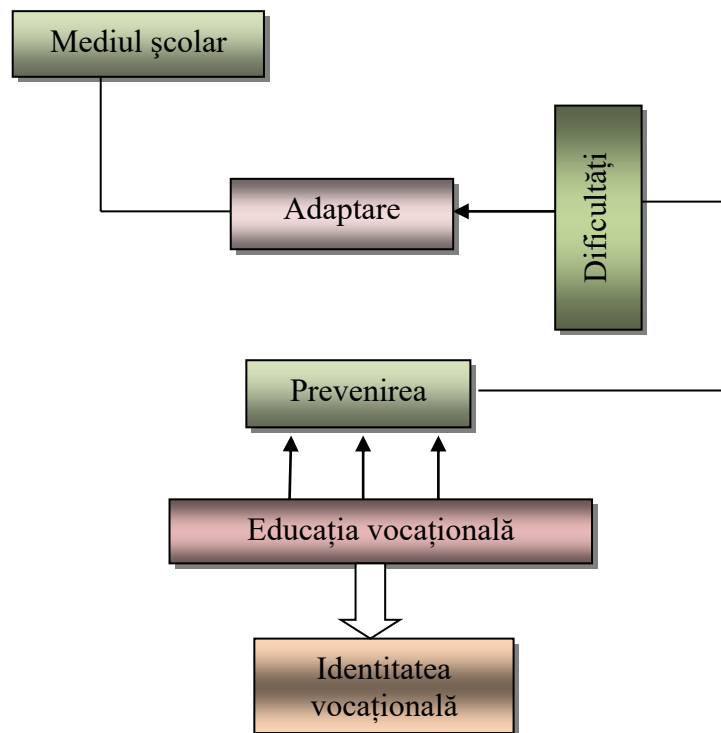 Mediul şcolar
Dificultăți
Adaptare
Prevenirea
Educația vocațională
Identitatea
vocațională